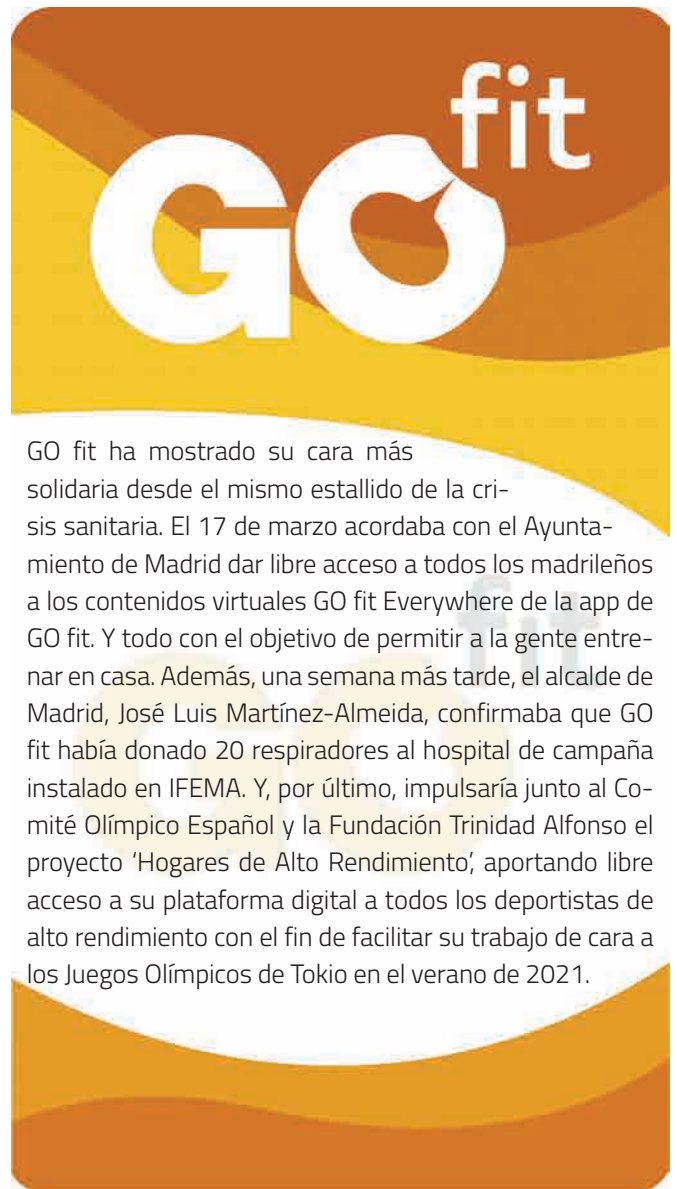 GO fit
GO fit ha mostrado su cara más
solidaria desde el mismo estallido de la cri-
sis sanitaria. El 17 de marzo acordaba con el Ayunta-
miento de Madrid dar libre acceso a todos los madrileños
a los contenidos virtuales GO fit Everywhere de la app de
GO fit. Y todo con el objetivo de permitir a la gente entre-
nar en casa. Además, una semana más tarde, el alcalde de
Madrid, José Luis Martínez-Almeida, confirmaba que GO
fit había donado 20 respiradores al hospital de campaña
instalado en IFEMA. Y, por último, impulsaría junto al Co-
mité Olímpico Español y la Fundación Trinidad Alfonso el
proyecto ‘Hogares de Alto Rendimiento’, aportando libre
acceso a su plataforma digital a todos los deportistas de
alto rendimiento con el fin de facilitar su trabajo de cara a
los Juegos Olímpicos de Tokio en el verano de 2021.
GO fit